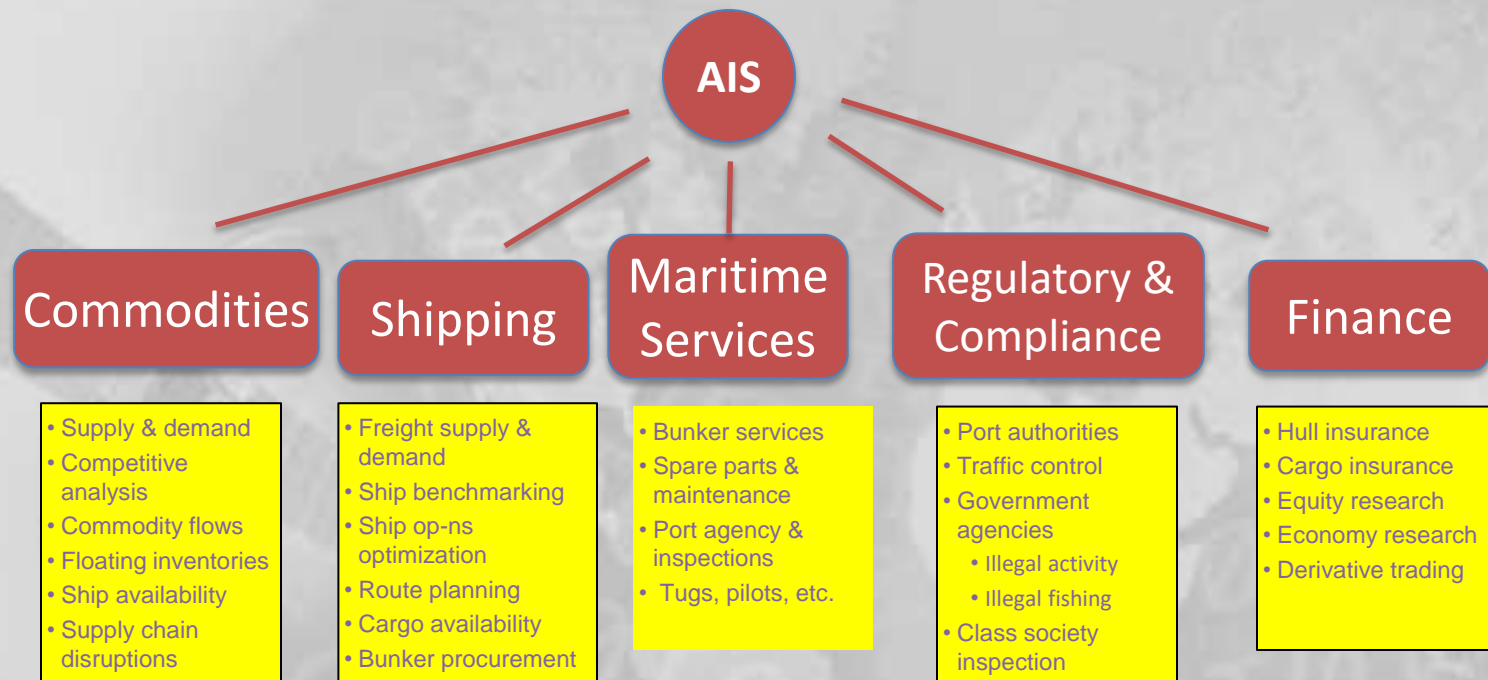 AIS
Commodities
Shipping
Maritime
Services
Regulatory &
Compliance
Finance
• Supply & demand
• Competitive
analysis
• Commodity flows
• Floating inventories
• Ship availability
• Supply chain
disruptions
• Freight supply &
demand
• Ship benchmarking
• Ship op-ns
optimization
• Route planning
• Cargo availability
• Bunker procurement
• Bunker services
• Spare parts &
maintenance
• Port agency &
inspections
• Tugs, pilots, etc.
• Port authorities
• Traffic control
• Government
agencies
• Illegal activity
• Illegal fishing
• Class society
inspection
• Hull insurance
• Cargo insurance
• Equity research
• Economy research
• Derivative trading